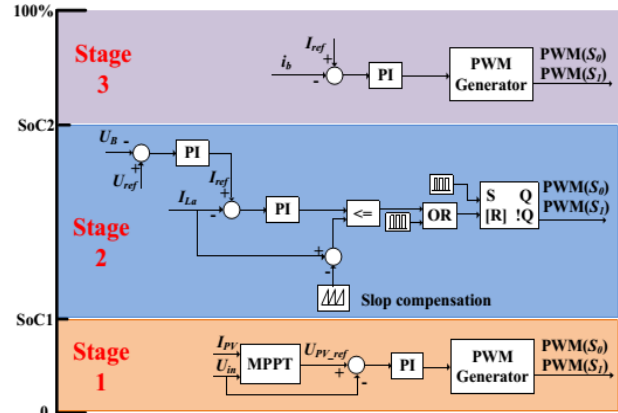 100%
Stage
3
I_ref
i_b
-
PI
PWM
Generator
PWM(S_0)
PWM(S_1)
SoC2
Stage
2
U_B -
+
U_ref
PI
I_ref
+
I_La
-
PI
<=
OR
S Q
[R] !Q
PWM(S_0)
PWM(S_1)
+
-
Slop compensation
SoC1
Stage
1
I_PV
U_in
MPPT
U_PV_ref
+
-
PI
PWM
Generator
PWM(S_0)
PWM(S_1)
0